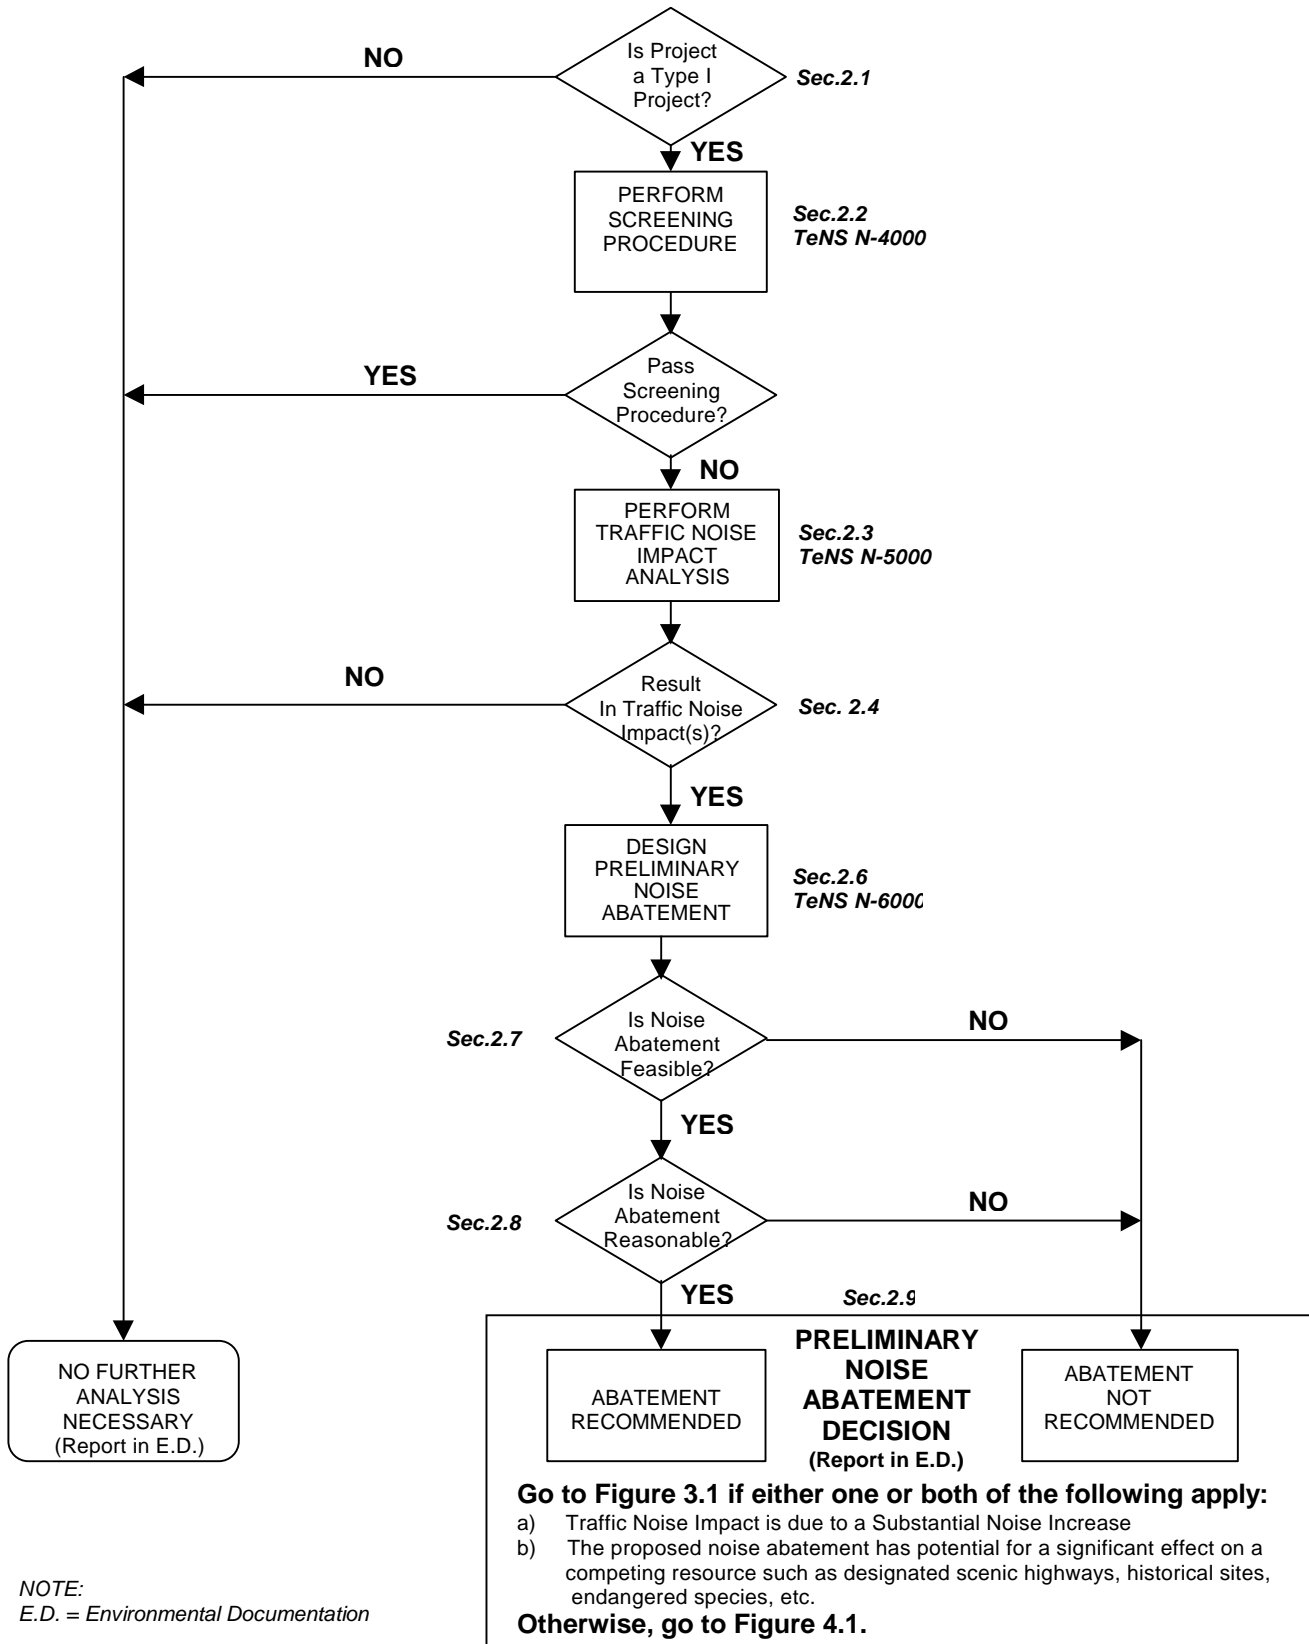 Is Project
a Type I
Project?
NO
Sec.2.1
YES
PERFORM
SCREENING
PROCEDURE
Sec.2.2
TeNS N-4000
Pass
Screening
Procedure?
YES
NO
PERFORM
TRAFFIC NOISE
IMPACT
ANALYSIS
Sec.2.3
TeNS N-5000
Result
In Traffic Noise
Impact(s)?
NO
Sec. 2.4
YES
DESIGN
PRELIMINARY
NOISE
ABATEMENT
Sec.2.6
TeNS N-6000
Sec.2.7
Is Noise
Abatement
Feasible?
NO
YES
Sec.2.8
Is Noise
Abatement
Reasonable?
NO
YES
Sec.2.9
NO FURTHER
ANALYSIS
NECESSARY
(Report in E.D.)
ABATEMENT
RECOMMENDED
PRELIMINARY
NOISE
ABATEMENT
DECISION
(Report in E.D.)
ABATEMENT
NOT
RECOMMENDED
Go to Figure 3.1 if either one or both of the following apply:
a) Traffic Noise Impact is due to a Substantial Noise Increase
b) The proposed noise abatement has potential for a significant effect on a
competing resource such as designated scenic highways, historical sites,
endangered species, etc.
Otherwise, go to Figure 4.1.
NOTE:
E.D. = Environmental Documentation